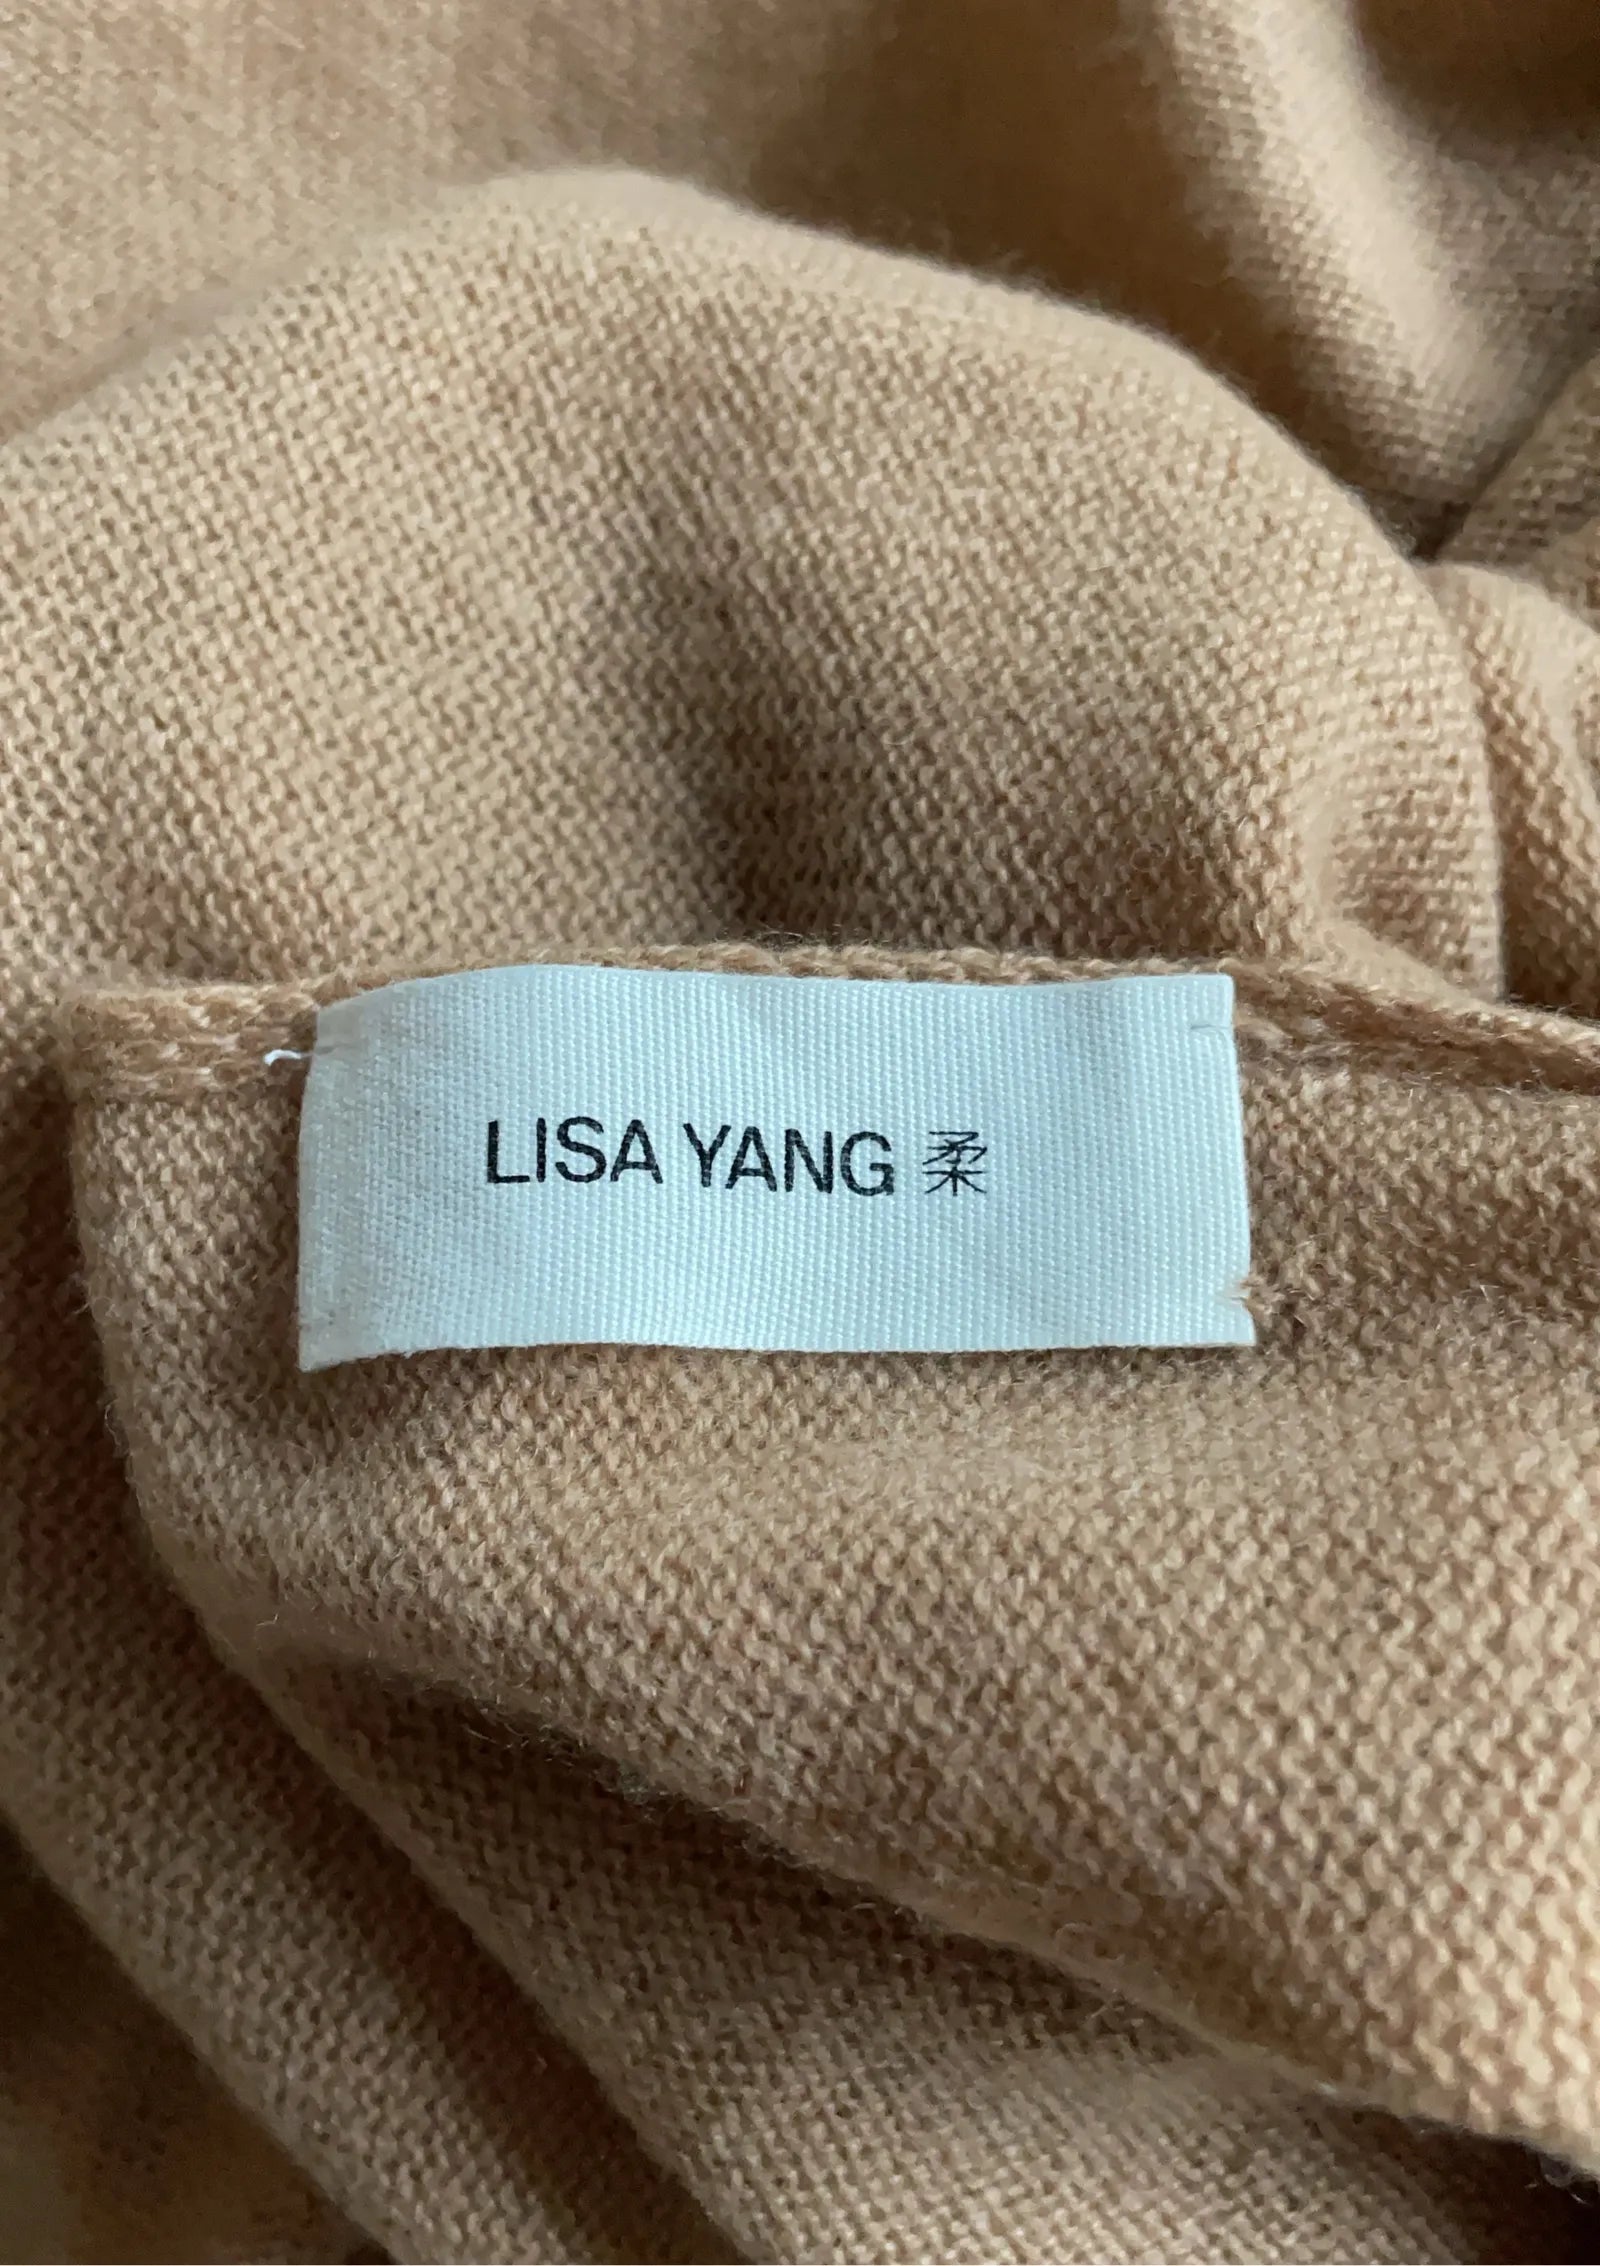 LISA YANG 柔